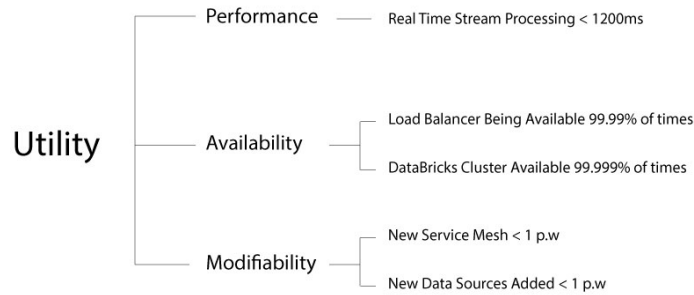 Performance
Real Time Stream Processing < 1200ms
Utility
Availability
Load Balancer Being Available 99.99% of times
DataBricks Cluster Available 99.999% of times
Modifiability
New Service Mesh < 1 p.w
New Data Sources Added < 1 p.w